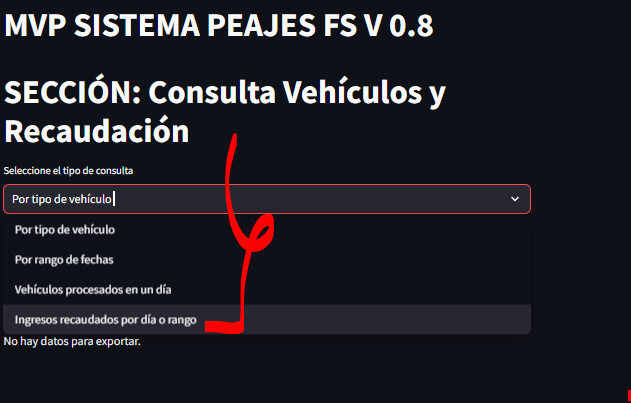 MVP SISTEMA PEAJES FS V 0.8
SECCIÓN: Consulta Vehículos y
Recaudación
Seleccione el tipo de consulta
Por tipo de vehículo
Por tipo de vehículo
Por rango de fechas
Vehículos procesados en un día
Ingresos recaudados por día o rango
No hay datos para exportar.